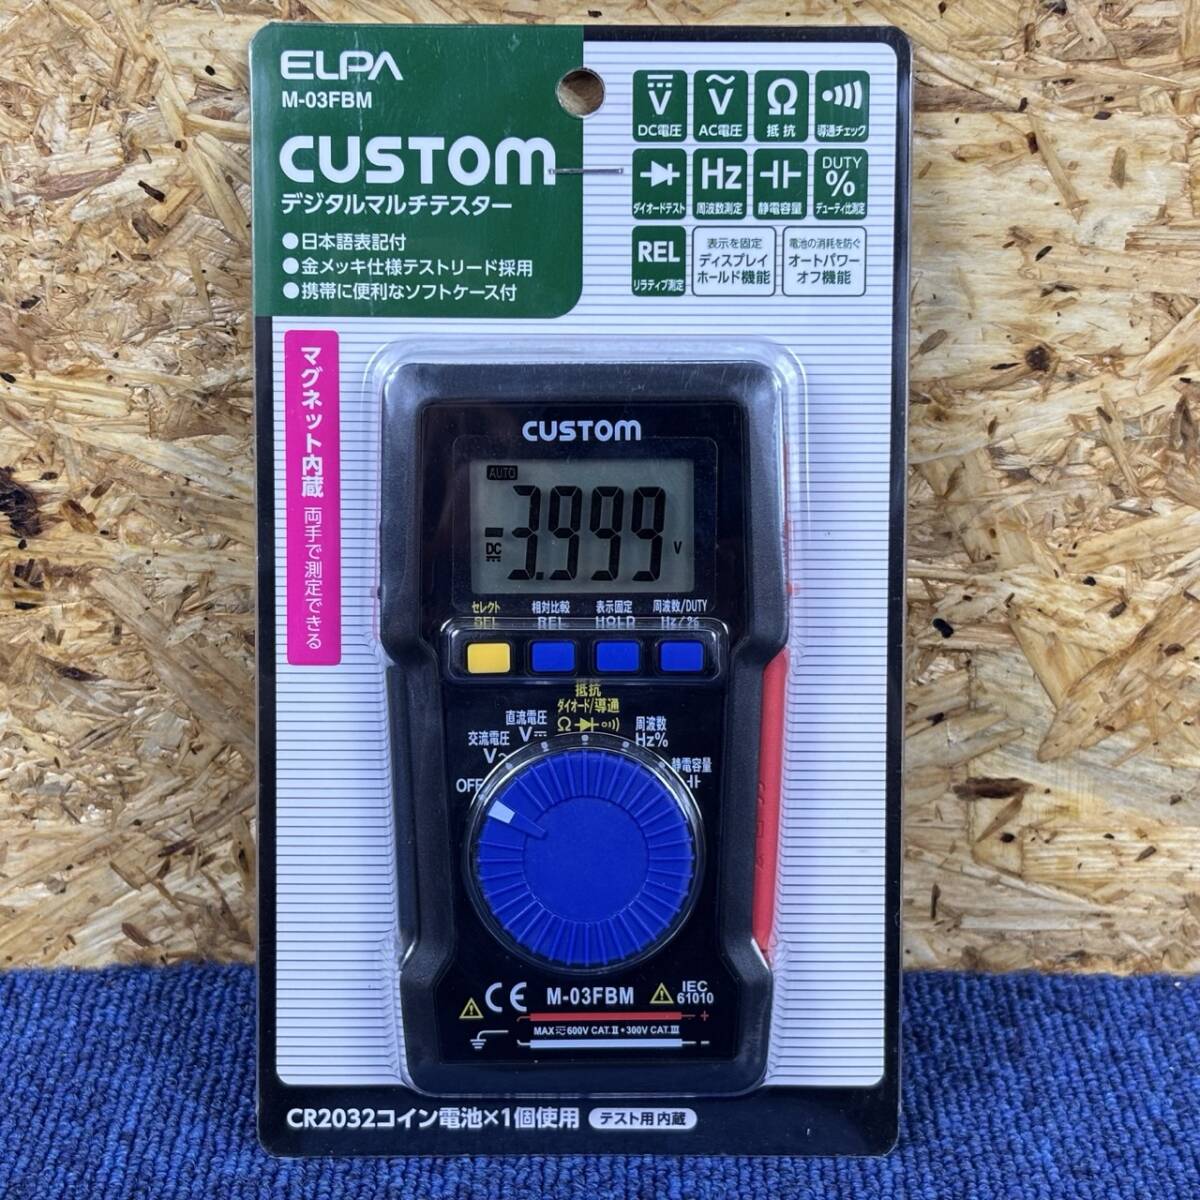 ELPA
M-03FBM
CUSTOM
デジタルマルチテスター
●日本語表記付
●金メッキ仕様テストリード採用
●携帯に便利なソフトケース付
V
DC電圧
V
AC電圧
Ω
抵抗
導通チェック
ダイオードテスト
Hz
周波数測定
静電容量
DUTY
%
デューティ比測定
REL
リラティブ測定
表示を固定
ディスプレイ
ホールド機能
電池の消耗を防ぐ
オートパワー
オフ機能
マグネット内蔵 両手で測定できる
CUSTOM
AUTO
-3.999
DC
V
セレクト 相対比較 表示固定 周波数/DUTY
SEL REL HOLD Hz/%
抵抗
ダイオード/導通
Ω
直流電圧
V
周波数
Hz%
交流電圧
V~
静電容量
OFF
CE M-03FBM IEC
61010
+
MAX 600V CAT.Ⅱ・300V CAT.Ⅲ
−
CR2032コイン電池×1個使用 テスト用内蔵